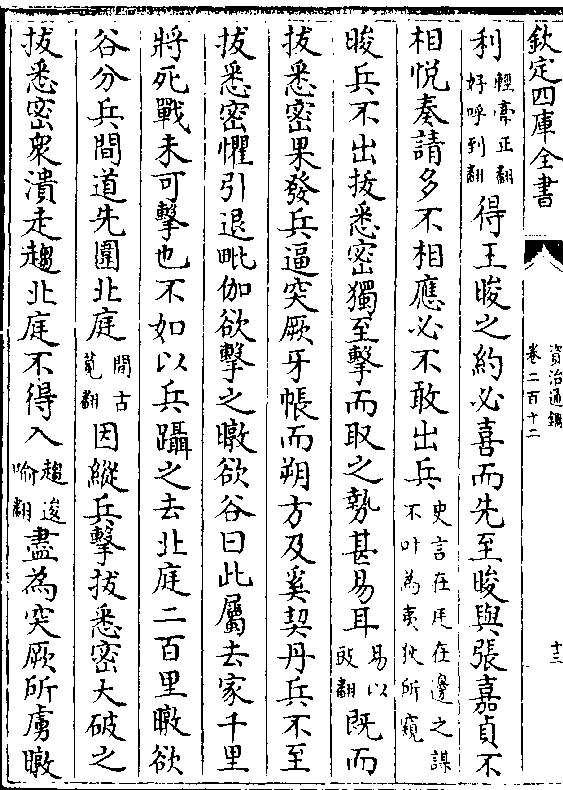 欽定四庫全書
資治通鑑
卷二百十二
十三
利輕虛正翻好呼到翻得王晙之約必喜而先至晙與張嘉貞不
相悦奏請多不相應必不敢出兵史言在廷在邊之謀不叶為夷狄所窺
晙兵不出拔悉密獨至擊而取之埶甚易耳易以豉翻既而
拔悉密果發兵逼突厥牙帳而朔方及奚契丹兵不至
拔悉密懼引退毗伽欲擊之暾欲谷曰此屬去家千里
將死戰未可擊也不如以兵躡之去北庭二百里暾欲
谷分兵間道先圍北庭間古莧翻因縱兵擊拔悉密大破之
拔悉密衆潰走趨北庭不得入趨逡喻翻盡為突厥所虜暾